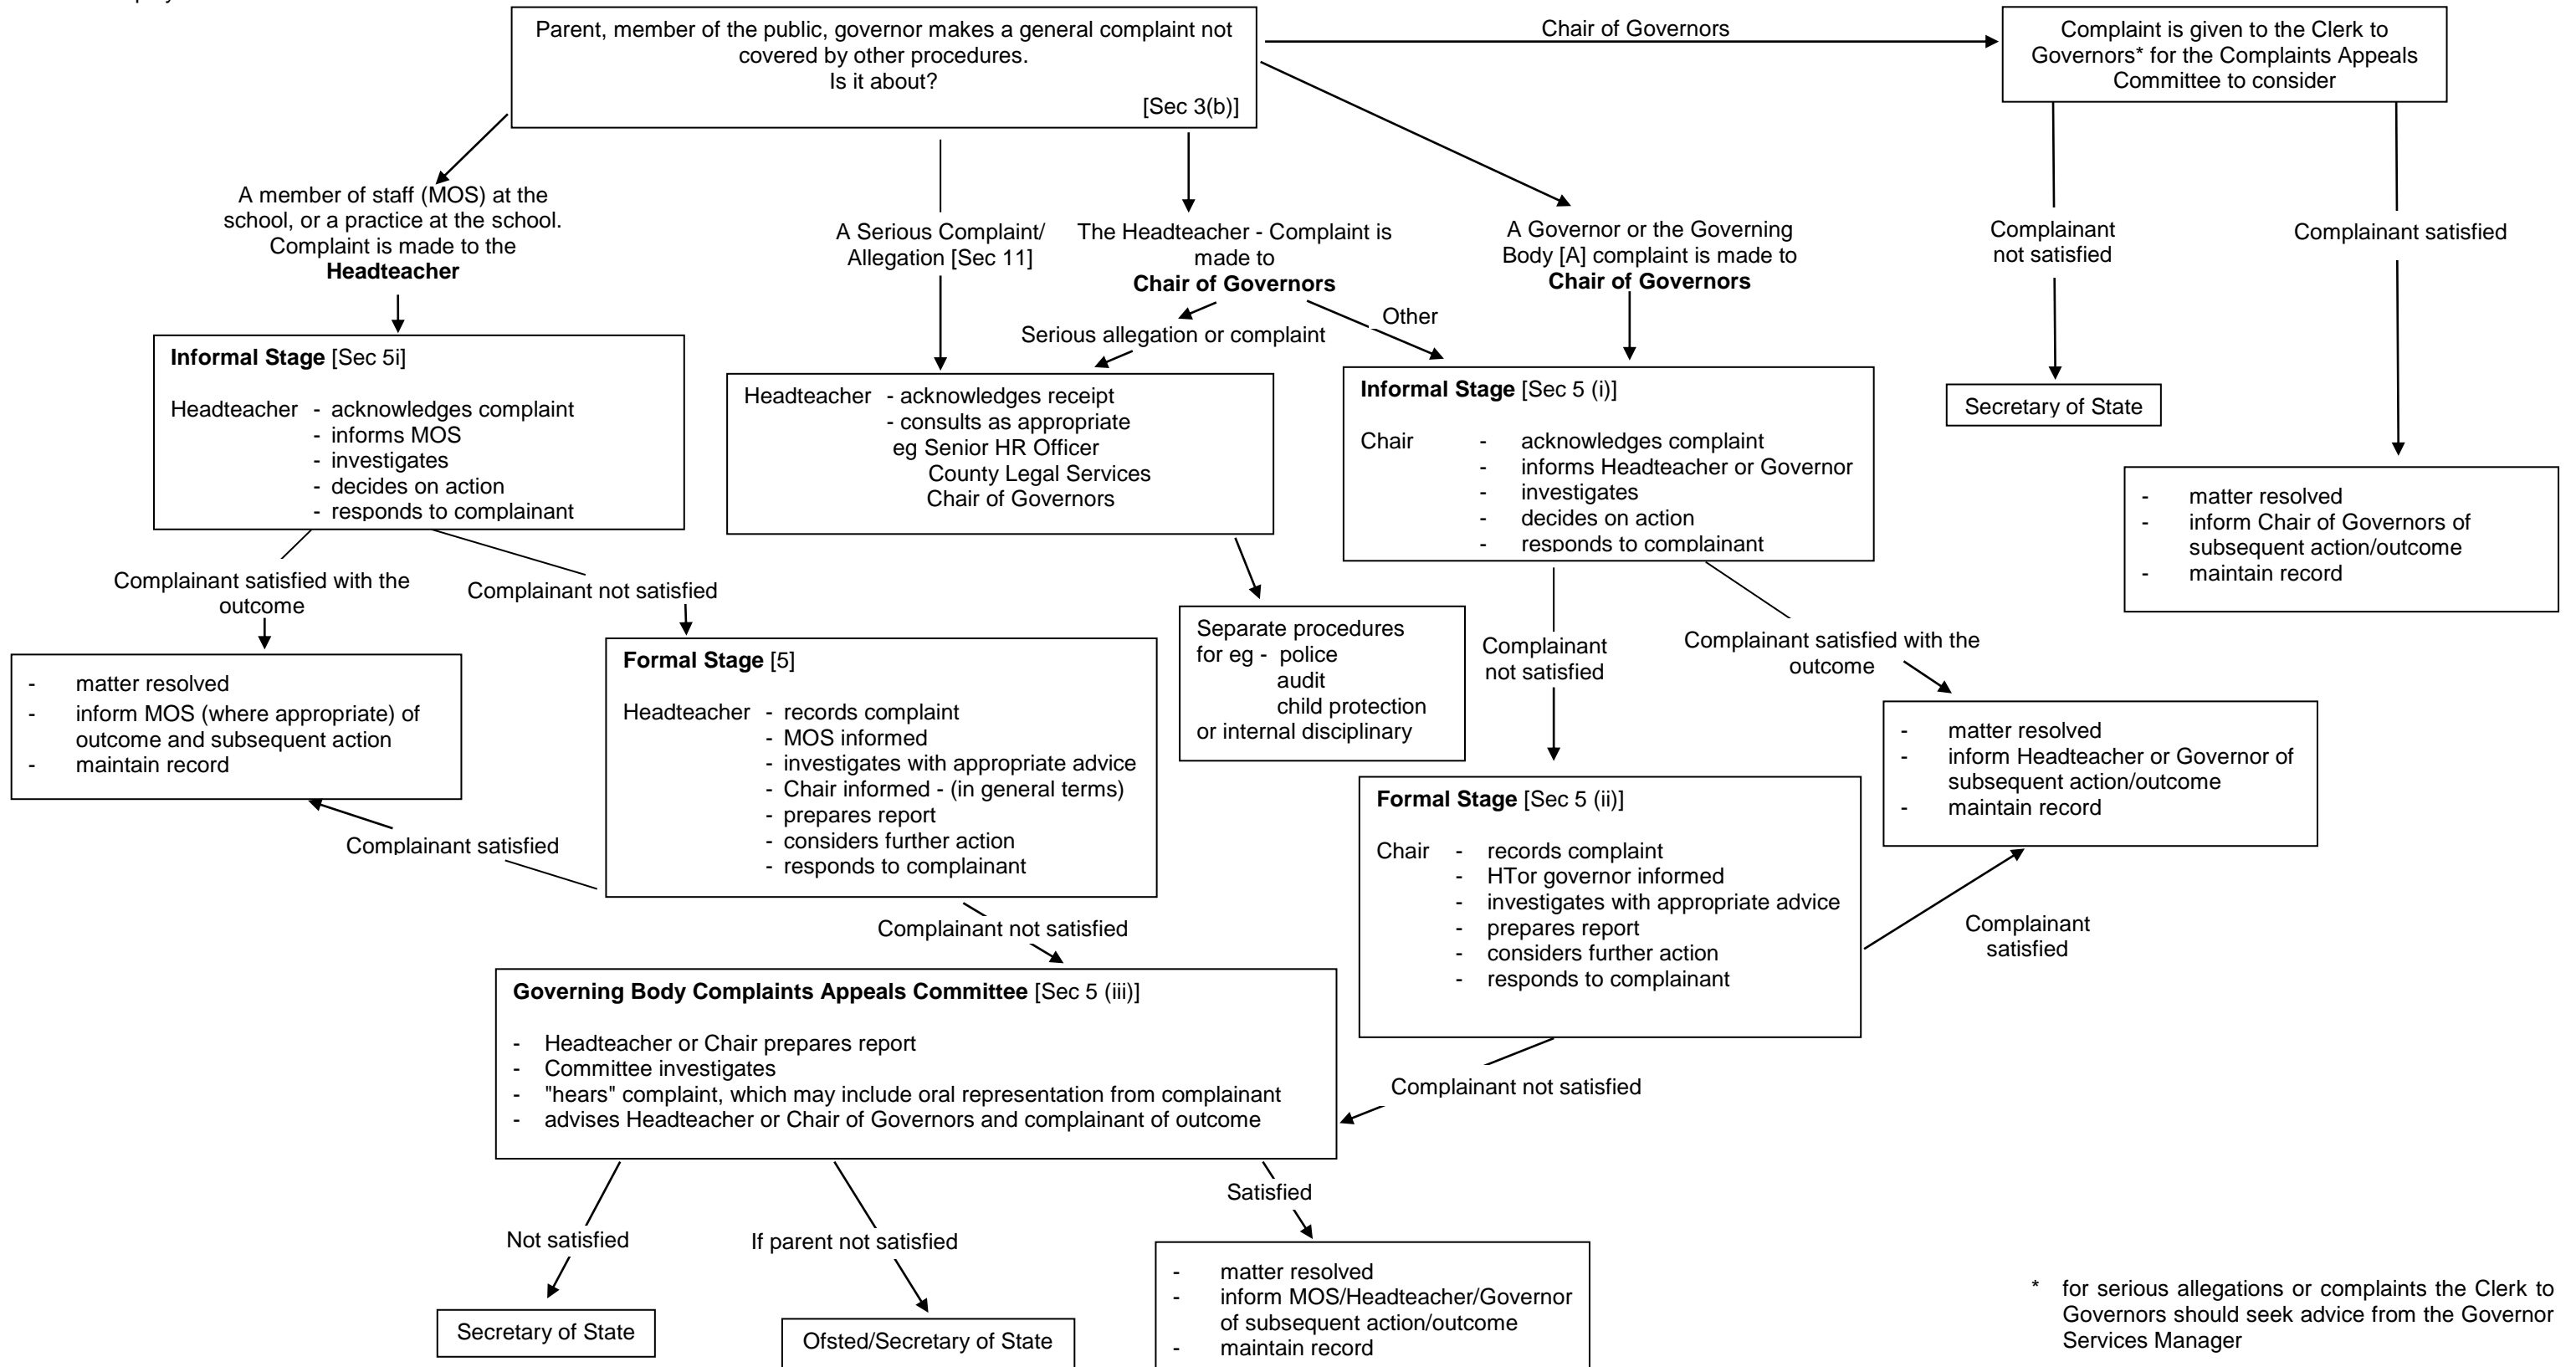 Parent, member of the public, governor makes a general complaint not
covered by other procedures.
Is it about?
[Sec 3(b)]
Chair of Governors
Complaint is given to the Clerk to
Governors* for the Complaints Appeals
Committee to consider
A member of staff (MOS) at the
school, or a practice at the school.
Complaint is made to the
Headteacher
A Serious Complaint/
Allegation [Sec 11]
The Headteacher - Complaint is
made to
Chair of Governors
A Governor or the Governing
Body [A] complaint is made to
Chair of Governors
Complainant
not satisfied
Complainant satisfied
Serious allegation or complaint
Other
Informal Stage [Sec 5i]
Headteacher - acknowledges complaint
- informs MOS
- investigates
- decides on action
- responds to complainant
Headteacher - acknowledges receipt
- consults as appropriate
eg Senior HR Officer
County Legal Services
Chair of Governors
Informal Stage [Sec 5 (i)]
Chair - acknowledges complaint
- informs Headteacher or Governor
- investigates
- decides on action
- responds to complainant
Secretary of State
- matter resolved
- inform Chair of Governors of
subsequent action/outcome
- maintain record
Complainant satisfied with the
outcome
Complainant not satisfied
Separate procedures
for eg - police
audit
child protection
or internal disciplinary
Complainant
not satisfied
Complainant satisfied with the
outcome
- matter resolved
- inform MOS (where appropriate) of
outcome and subsequent action
- maintain record
Formal Stage [5]
Headteacher - records complaint
- MOS informed
- investigates with appropriate advice
- Chair informed - (in general terms)
- prepares report
- considers further action
- responds to complainant
- matter resolved
- inform Headteacher or Governor of
subsequent action/outcome
- maintain record
Formal Stage [Sec 5 (ii)]
Chair - records complaint
- HTor governor informed
- investigates with appropriate advice
- prepares report
- considers further action
- responds to complainant
Complainant satisfied
Complainant not satisfied
Complainant
satisfied
Governing Body Complaints Appeals Committee [Sec 5 (iii)]
- Headteacher or Chair prepares report
- Committee investigates
- "hears" complaint, which may include oral representation from complainant
- advises Headteacher or Chair of Governors and complainant of outcome
Complainant not satisfied
Not satisfied
If parent not satisfied
Satisfied
Secretary of State
Ofsted/Secretary of State
- matter resolved
- inform MOS/Headteacher/Governor
of subsequent action/outcome
- maintain record
* for serious allegations or complaints the Clerk to
Governors should seek advice from the Governor
Services Manager